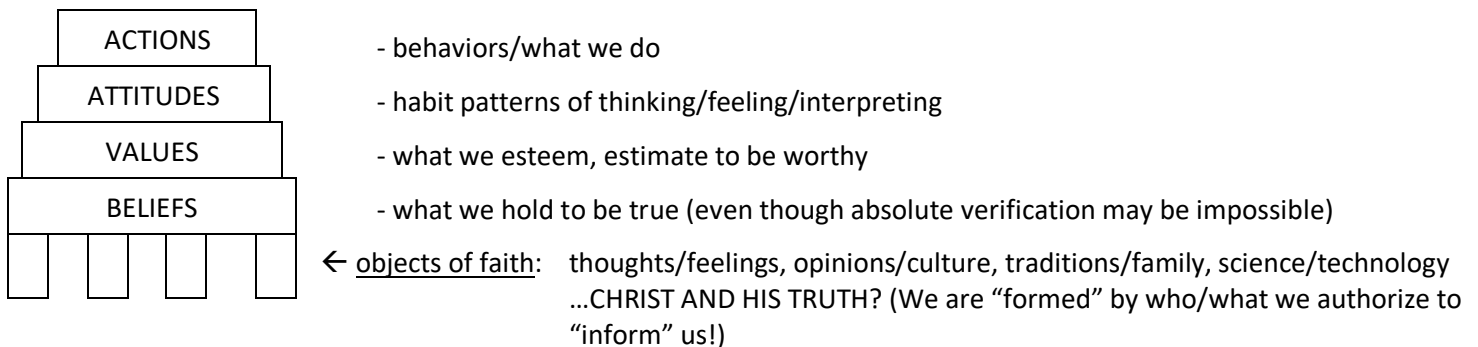 ACTIONS - behaviors/what we do
ATTITUDES - habit patterns of thinking/feeling/interpreting
VALUES - what we esteem, estimate to be worthy
BELIEFS - what we hold to be true (even though absolute verification may be impossible)
← objects of faith: thoughts/feelings, opinions/culture, traditions/family, science/technology
…CHRIST AND HIS TRUTH? (We are “formed” by who/what we authorize to
“inform” us!)